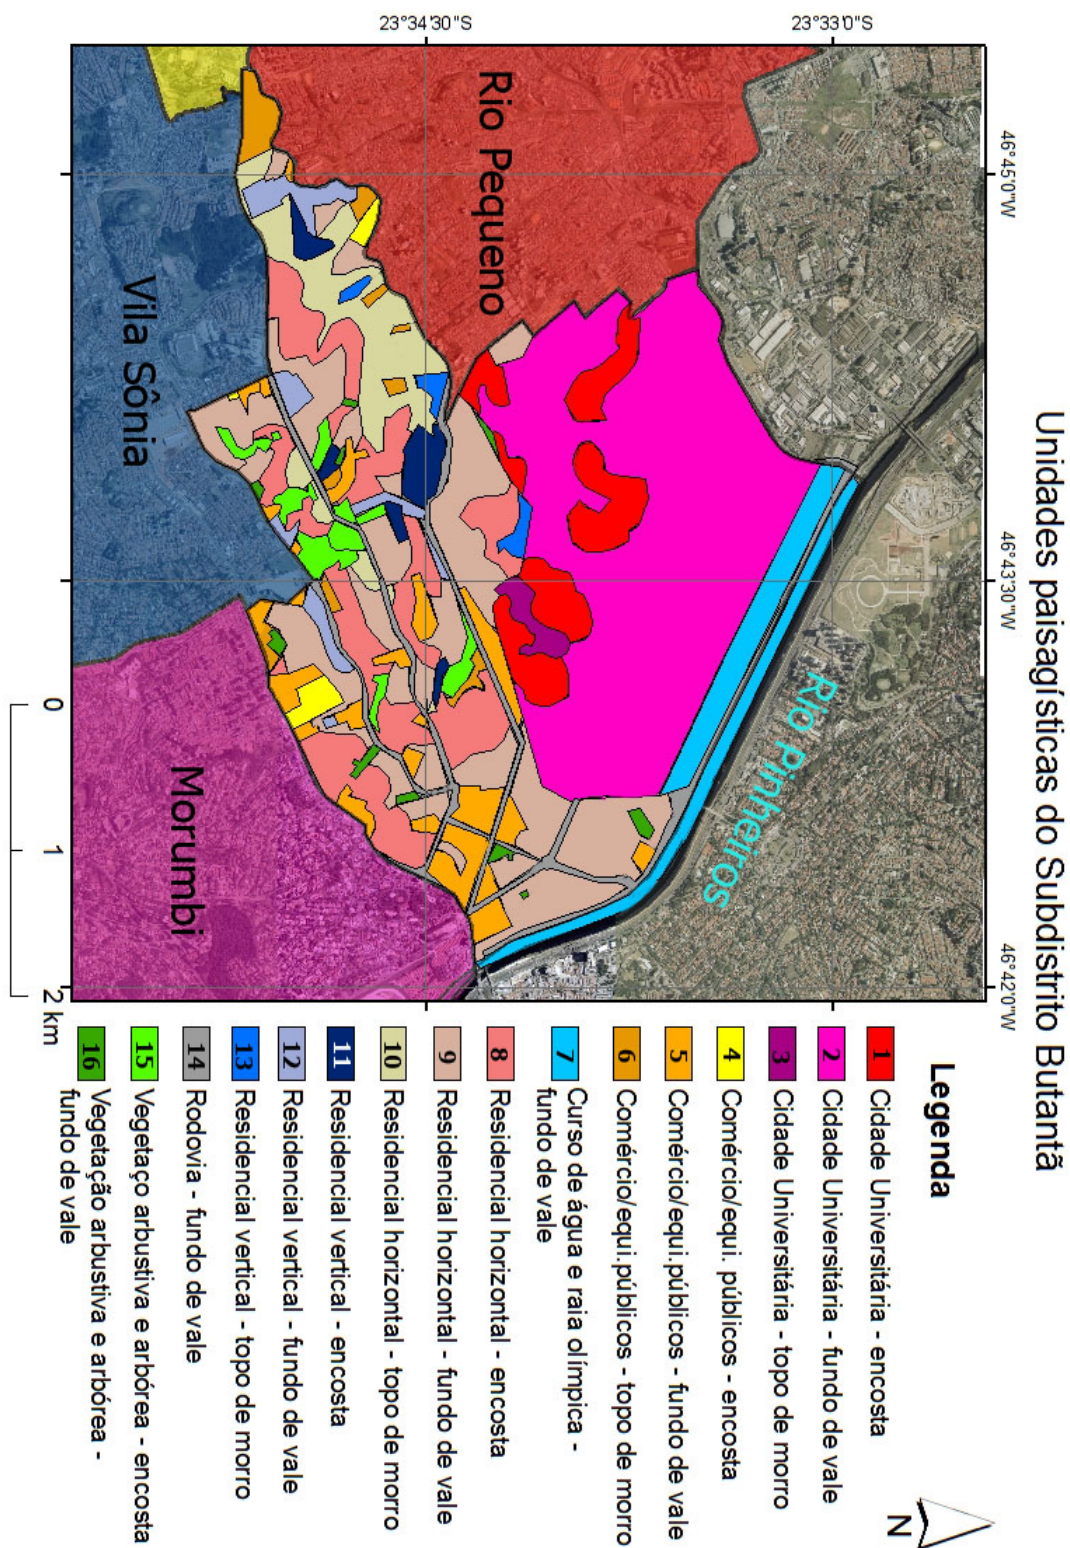 Unidades paisagísticas do Subdistrito Butantã
46°45'0"W
46°43'30"W
46°42'0"W
23°33'0"S
23°34'30"S
Rio Pequeno
Rio Pinheiros
Vila Sônia
Morumbi
0
1
2 km
Legenda
1 Cidade Universitária - encosta
2 Cidade Universitária - fundo de vale
3 Cidade Universitária - topo de morro
4 Comércio/equi. públicos - encosta
5 Comércio/equi.públicos - fundo de vale
6 Comércio/equi.públicos - topo de morro
7 Curso de água e raia olímpica -
fundo de vale
8 Residencial horizontal - encosta
9 Residencial horizontal - fundo de vale
10 Residencial horizontal - topo de morro
11 Residencial vertical - encosta
12 Residencial vertical - fundo de vale
13 Residencial vertical - topo de morro
14 Rodovia - fundo de vale
15 Vegetaço arbustiva e arbórea - encosta
16 Vegetação arbustiva e arbórea -
fundo de vale
N